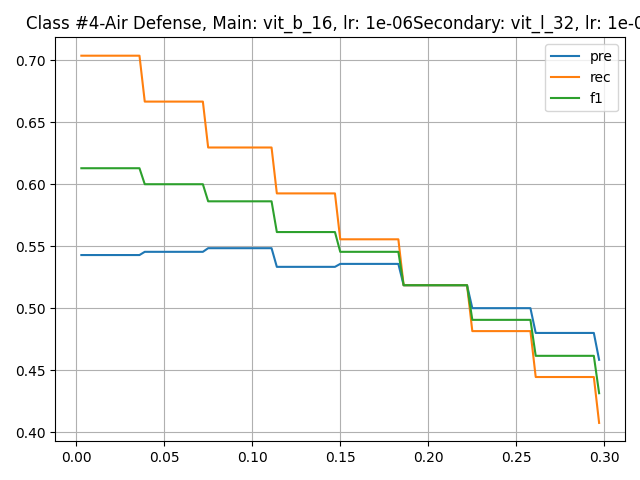 Class #4-Air Defense, Main: vit_b_16, lr: 1e-06Secondary: vit_l_32, lr: 1e-0
pre
rec
f1
0.70
0.65
0.60
0.55
0.50
0.45
0.40
0.00 0.05 0.10 0.15 0.20 0.25 0.30